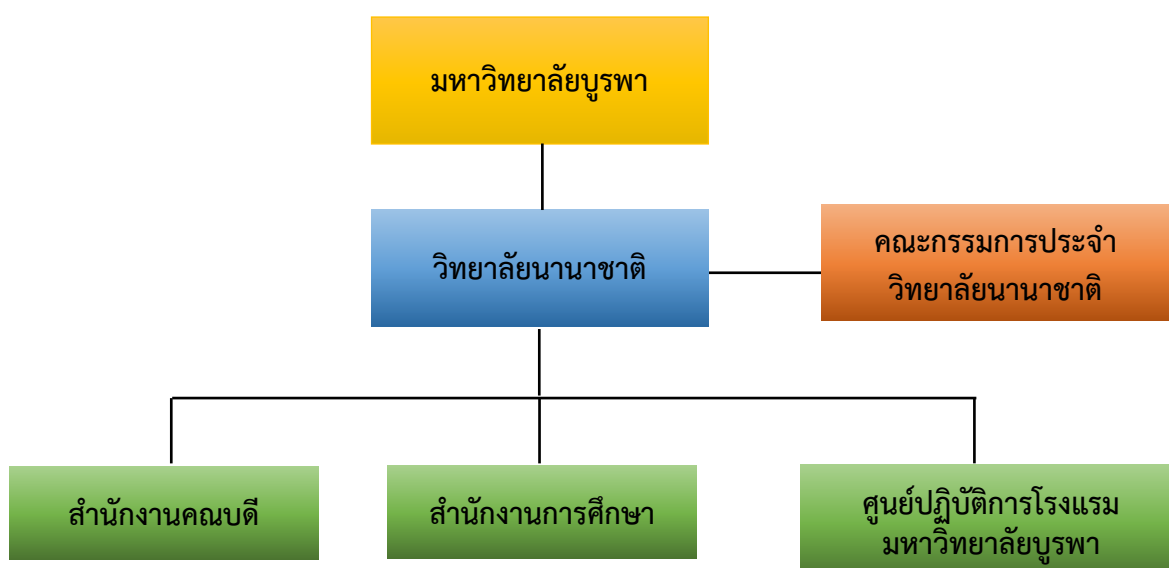 มหาวิทยาลัยบูรพา
วิทยาลัยนานาชาติ
คณะกรรมการประจำ
วิทยาลัยนานาชาติ
สำนักงานคณบดี
สำนักงานการศึกษา
ศูนย์ปฏิบัติการโรงแรม
มหาวิทยาลัยบูรพา